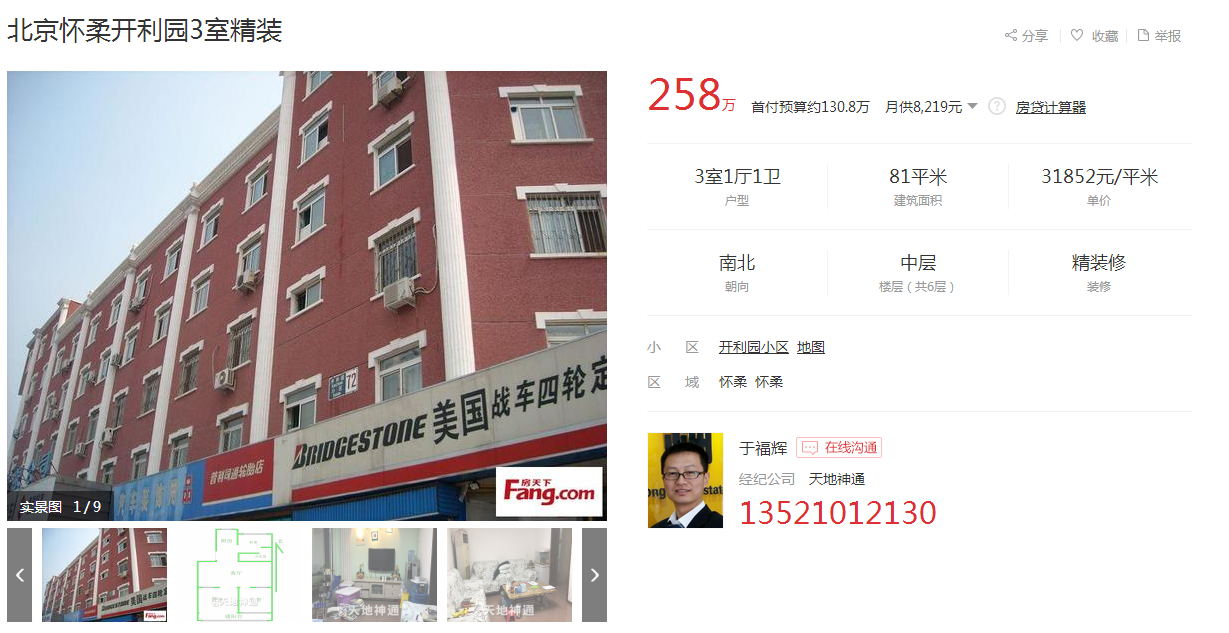 北京怀柔开利园3室精装
分享
收藏
举报
258万
首付预算约130.8万
月供8,219元
?
房贷计算器
3室1厅1卫
81平米
31852元/平米
户型
建筑面积
单价
南北
中层
精装修
朝向
楼层 ( 共6层 )
装修
小 区
开利园小区 地图
区 域
怀柔 怀柔
于福辉
在线沟通
经纪公司 天地神通
13521012130
72
BRIDGESTONE 美国战车四轮定
普利司通轮胎店
实景图 1/9
房天下
Fang.com
天地神通
天地神通